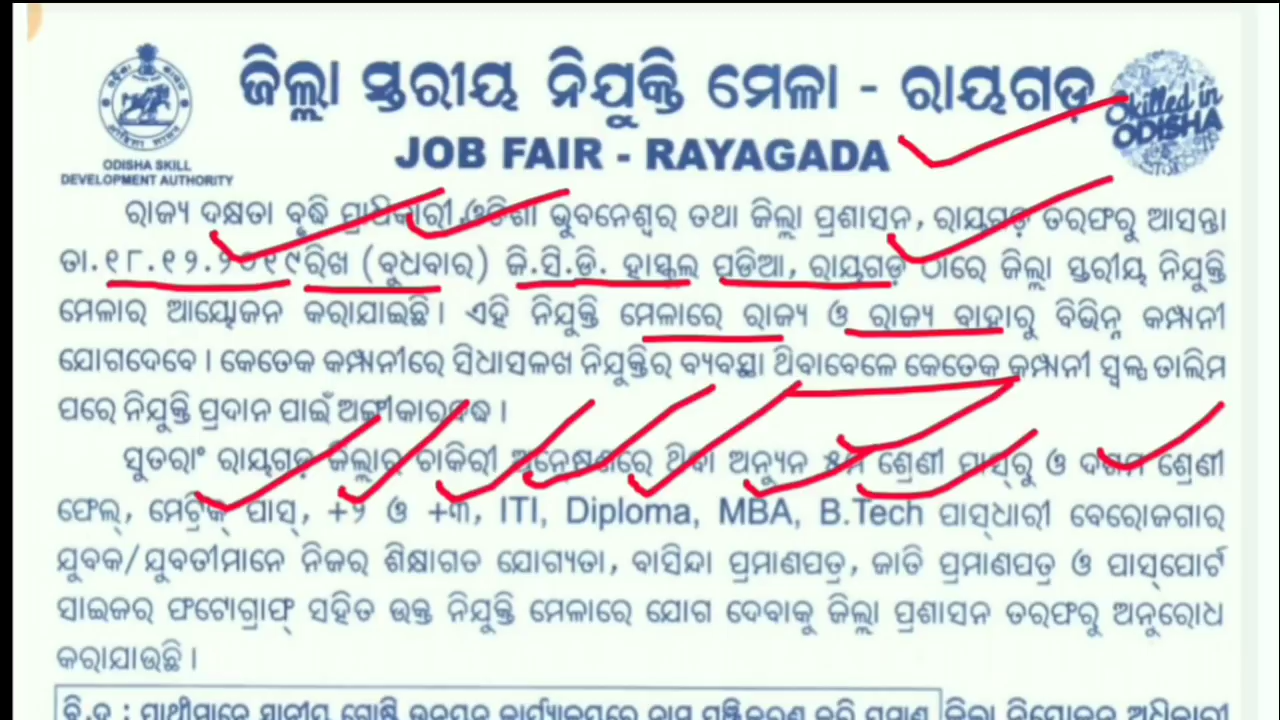 ଜିଲ୍ଲା ସ୍ତରୀୟ ନିଯୁକ୍ତି ମେଳା - ରାୟଗଡ଼
JOB FAIR - RAYAGADA
ODISHA SKILL
DEVELOPMENT AUTHORITY
Skilled in
ODISHA
ରାଜ୍ୟ ଦକ୍ଷତା ବୃଦ୍ଧି ପ୍ରାଧିକାରୀ, ଓଡିଶା ଭୁବନେଶ୍ୱର ତଥା ଜିଲ୍ଲା ପ୍ରଶାସନ, ରାୟଗଡ଼ ତରଫରୁ ଆସନ୍ତା
ତା.୧୮.୧୨.୨୦୧୯ରିଖ (ବୁଧବାର) ଜି.ସି.ଡି. ହାଇସ୍କୁଲ ପଡିଆ, ରାୟଗଡ଼ ଠାରେ ଜିଲ୍ଲା ସ୍ତରୀୟ ନିଯୁକ୍ତି
ମେଳାର ଆୟୋଜନ କରାଯାଇଛି। ଏହି ନିଯୁକ୍ତି ମେଳାରେ ରାଜ୍ୟ ଓ ରାଜ୍ୟ ବାହାରୁ ବିଭିନ୍ନ କମ୍ପାନୀ
ଯୋଗଦେବେ। କେତେକ କମ୍ପାନୀରେ ସିଧାସଳଖ ନିଯୁକ୍ତିର ବ୍ୟବସ୍ଥା ଥିବାବେଳେ କେତେକ କମ୍ପାନୀ ସ୍ୱଳ୍ପ ତାଲିମ
ପରେ ନିଯୁକ୍ତି ପ୍ରଦାନ ପାଇଁ ଅଙ୍ଗୀକାରବଦ୍ଧ।
ସୁତରାଂ ରାୟଗଡ଼ ଜିଲ୍ଲାର ଚାକିରୀ ଅନ୍ୱେଷଣରେ ଥିବା ଅନ୍ୟୁନ ୫ମ ଶ୍ରେଣୀ ପାସ୍‌ରୁ ଓ ଦଶମ ଶ୍ରେଣୀ
ଫେଲ୍, ମେଟ୍ରିକ୍ ପାସ୍, +୨ ଓ +୩, ITI, Diploma, MBA, B.Tech ପାସ୍‌ଧାରୀ ବେରୋଜଗାର
ଯୁବକ/ଯୁବତୀମାନେ ନିଜର ଶିକ୍ଷାଗତ ଯୋଗ୍ୟତା, ବାସିନ୍ଦା ପ୍ରମାଣପତ୍ର, ଜାତି ପ୍ରମାଣପତ୍ର ଓ ପାସ୍‌ପୋର୍ଟ
ସାଇଜର ଫଟୋଗ୍ରାଫ୍ ସହିତ ଉକ୍ତ ନିଯୁକ୍ତି ମେଳାରେ ଯୋଗ ଦେବାକୁ ଜିଲ୍ଲା ପ୍ରଶାସନ ତରଫରୁ ଅନୁରୋଧ
କରାଯାଉଛି।